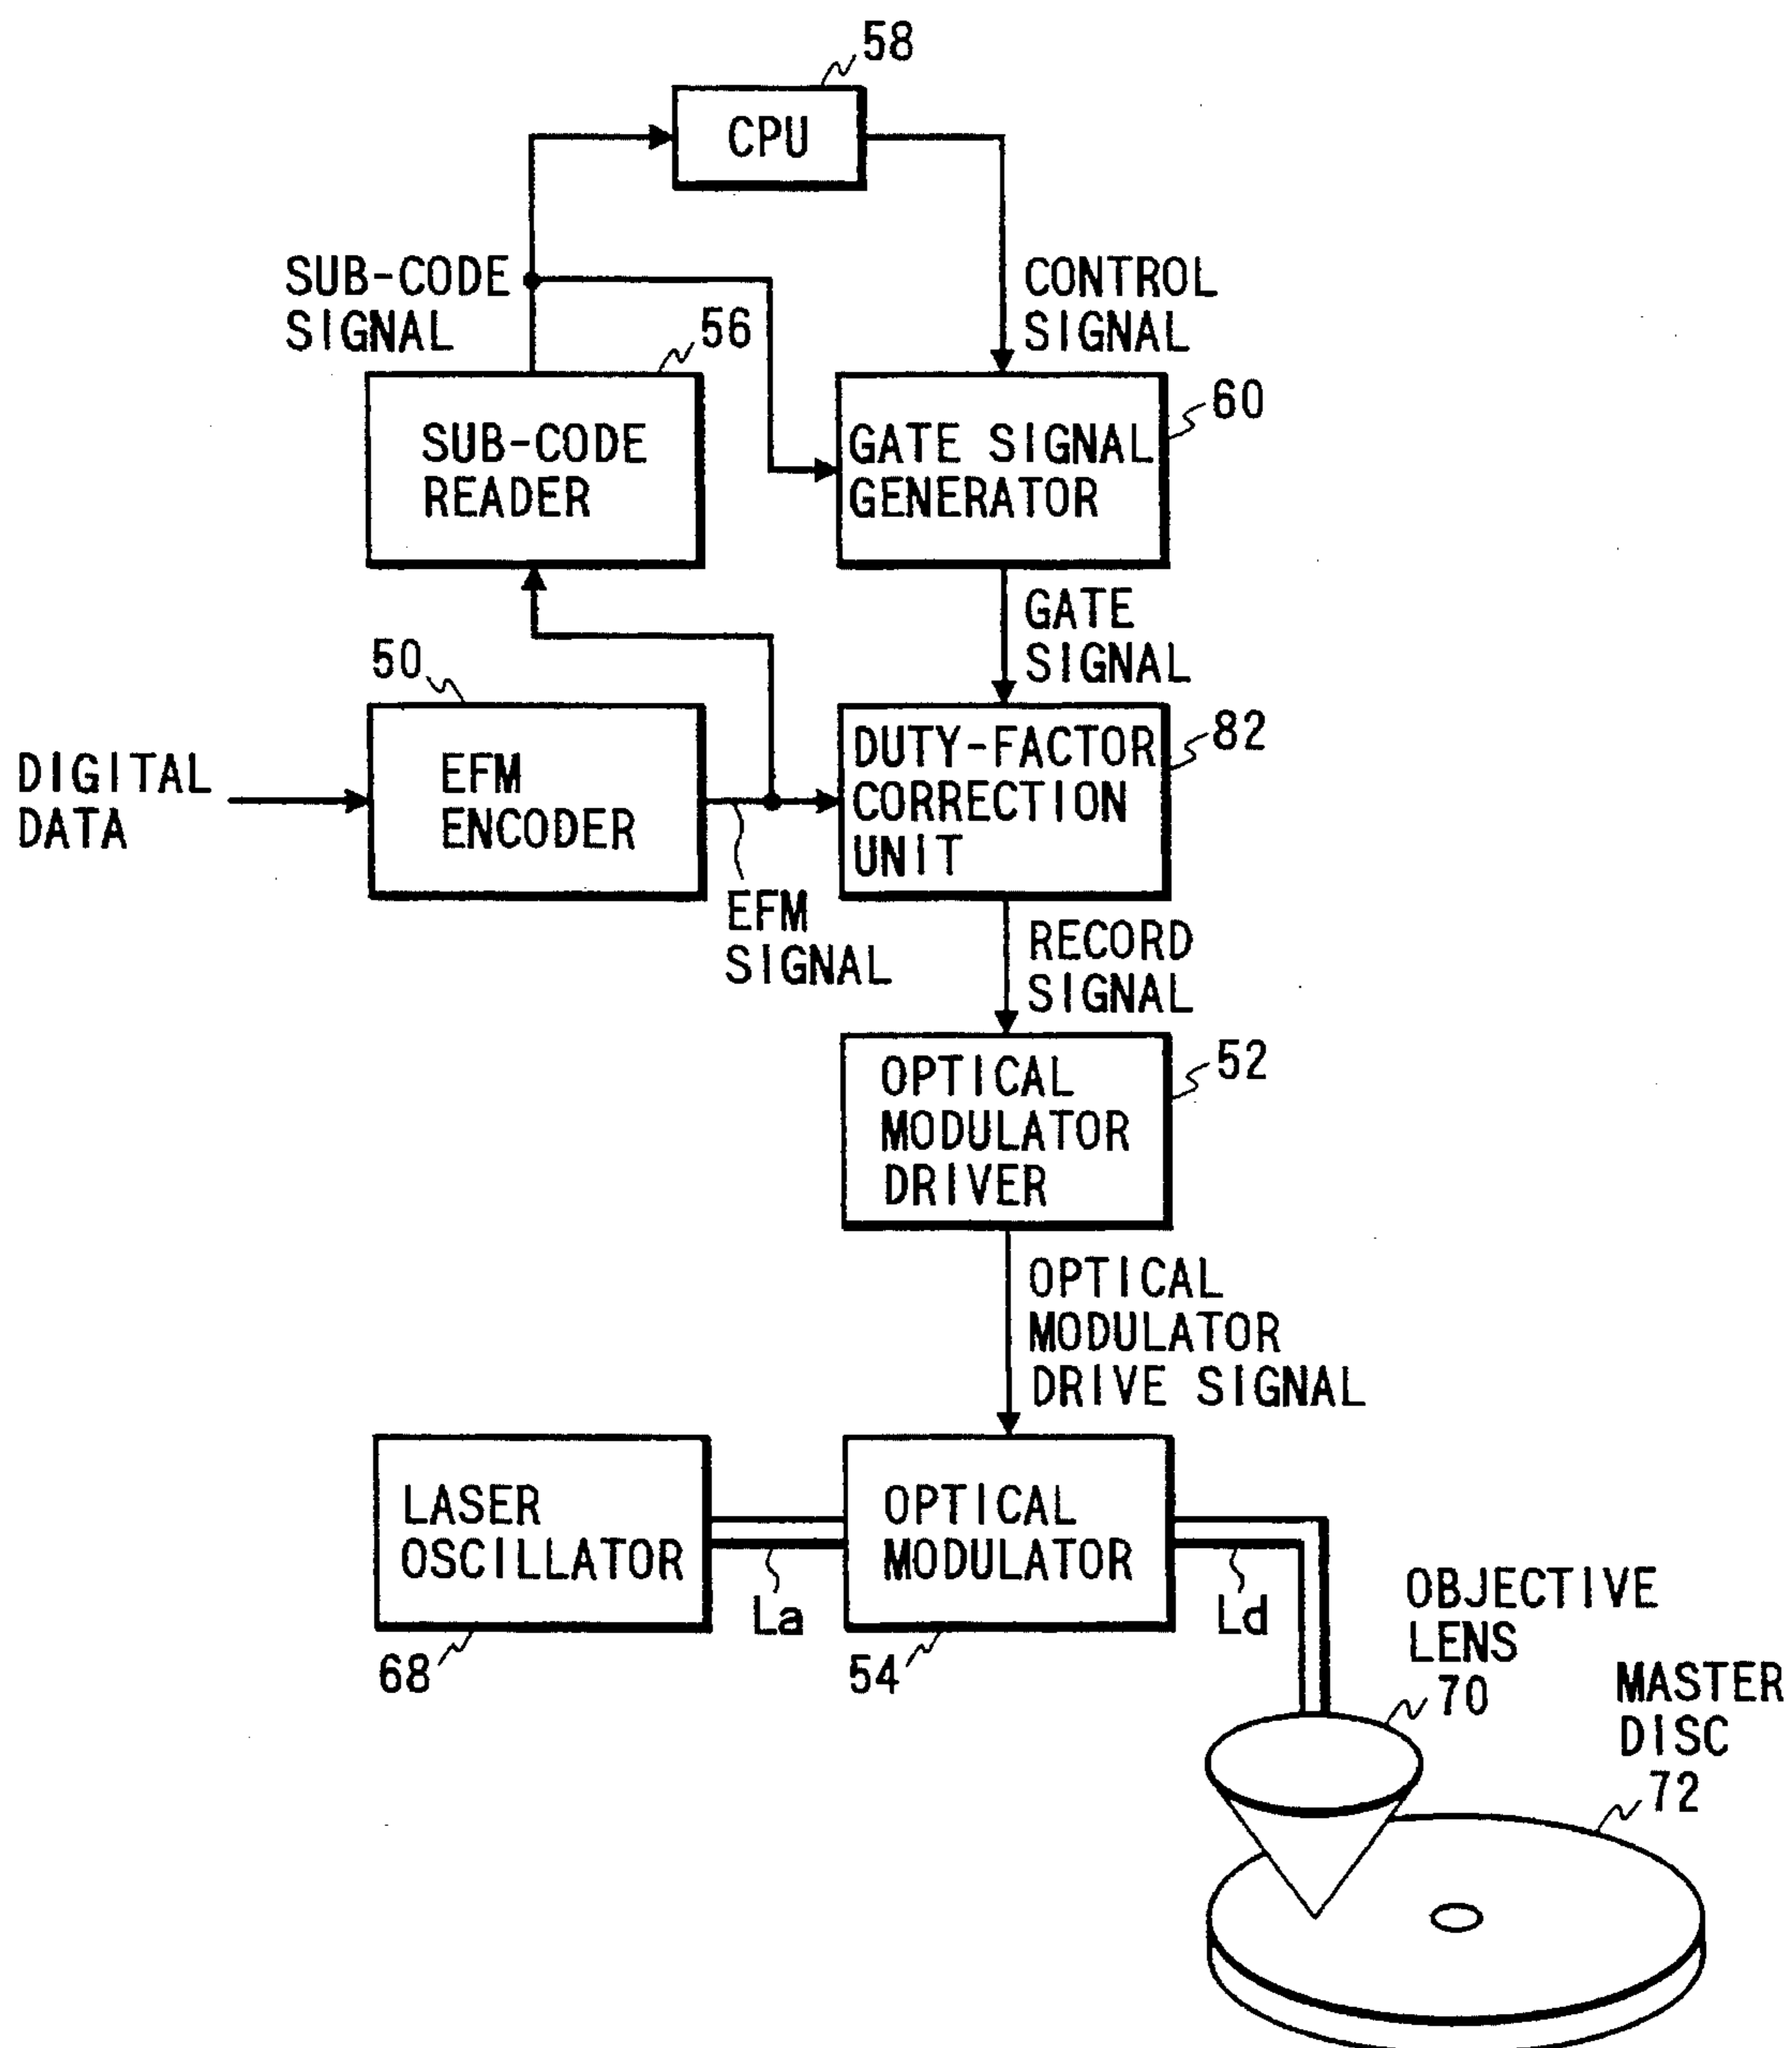 58
CPU
SUB-CODE
SIGNAL
CONTROL
SIGNAL
56
60
SUB-CODE
READER
GATE SIGNAL
GENERATOR
GATE
SIGNAL
50
82
DIGITAL
DATA
EFM
ENCODER
DUTY-FACTOR
CORRECTION
UNIT
EFM
SIGNAL
RECORD
SIGNAL
52
OPTICAL
MODULATOR
DRIVER
OPTICAL
MODULATOR
DRIVE SIGNAL
LASER
OSCILLATOR
OPTICAL
MODULATOR
La
Ld
68
54
OBJECTIVE
LENS
70
MASTER
DISC
72